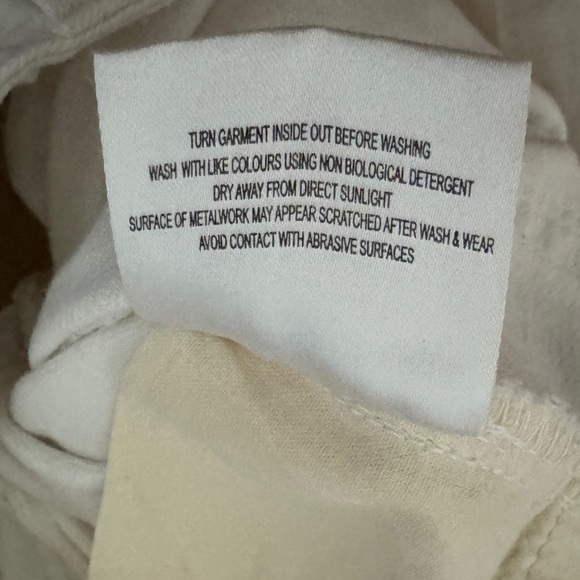 TURN GARMENT INSIDE OUT BEFORE WASHING
WASH WITH LIKE COLOURS USING NON BIOLOGICAL DETERGENT
DRY AWAY FROM DIRECT SUNLIGHT
SURFACE OF METALWORK MAY APPEAR SCRATCHED AFTER WASH & WEAR
AVOID CONTACT WITH ABRASIVE SURFACES